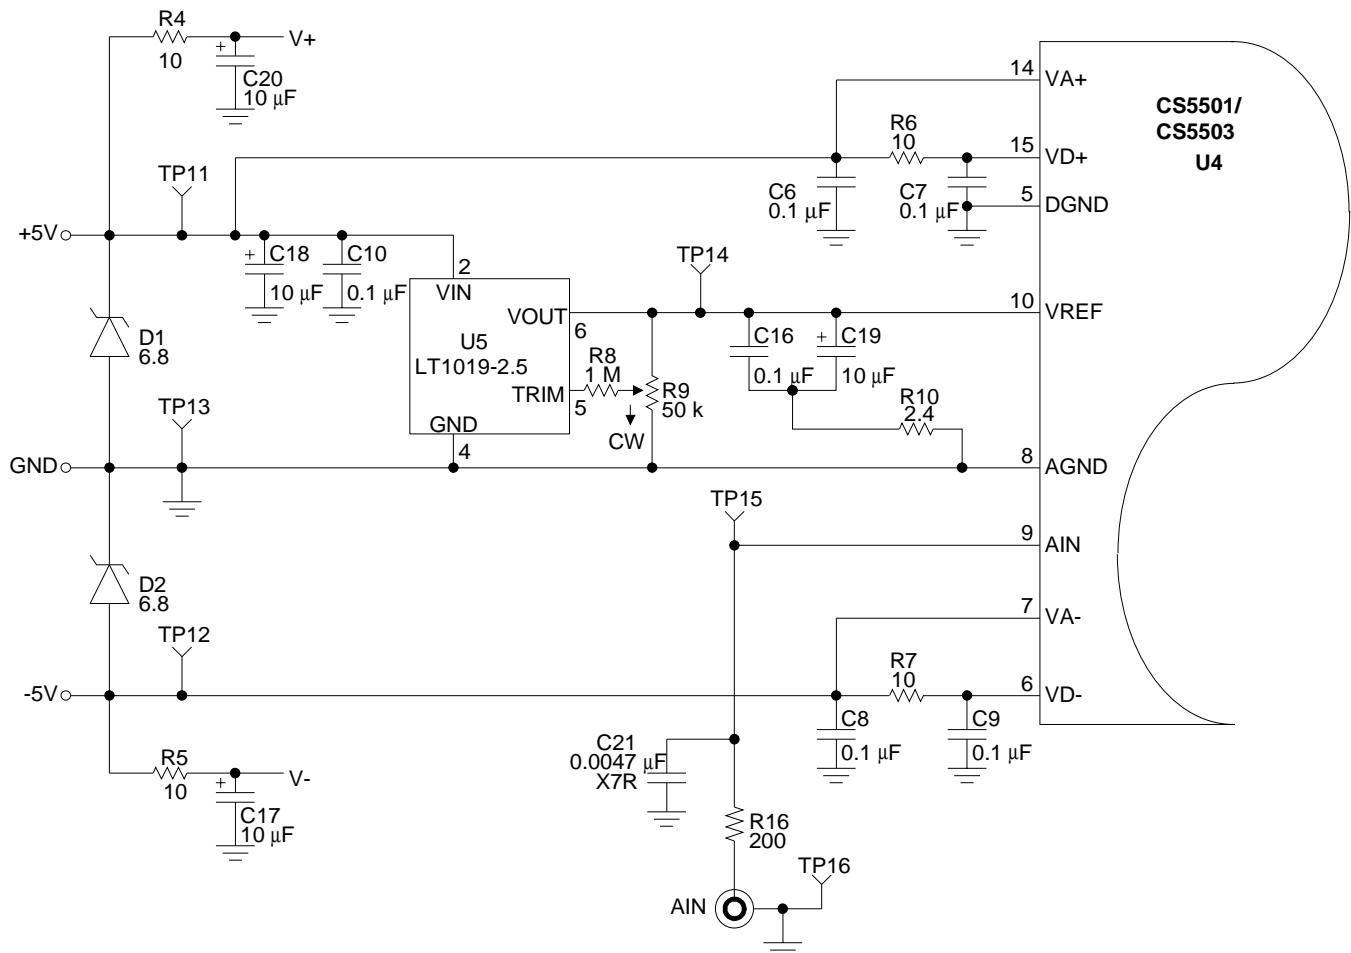 R4
10
+
V+
C20
10 µF
14
VA+
CS5501/
CS5503
U4
R6
10
15
VD+
TP11
C6
0.1 µF
C7
0.1 µF
5
DGND
+5V
+
C18
10 µF
C10
0.1 µF
2
VIN
TP14
VOUT
6
10
VREF
U5
LT1019-2.5
D1
6.8
C16
0.1 µF
+
C19
10 µF
R8
1 M
TRIM
5
R9
50 k
CW
R10
2.4
TP13
GND
4
GND
8
AGND
TP15
9
AIN
D2
6.8
7
VA-
TP12
R7
10
-5V
6
VD-
C8
0.1 µF
C9
0.1 µF
C21
0.0047 µF
X7R
R5
10
+
V-
C17
10 µF
R16
200
TP16
AIN